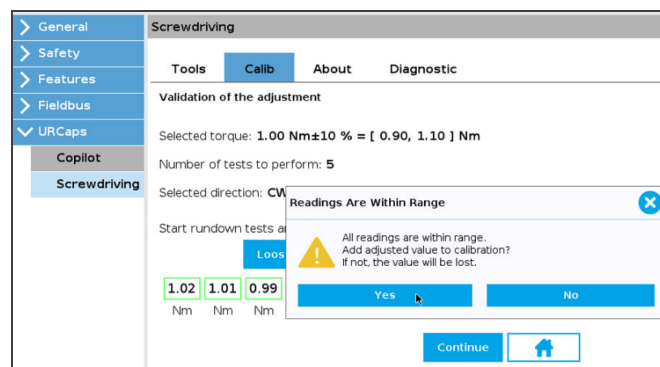 General
Screwdriving
Safety
Features
Fieldbus
URCaps
Copilot
Screwdriving
Tools Calib About Diagnostic
Validation of the adjustment
Selected torque: 1.00 Nm±10 % = [ 0.90, 1.10 ] Nm
Number of tests to perform: 5
Selected direction: CW
Start rundown tests
Loos
1.02 1.01 0.99
Nm Nm Nm
Readings Are Within Range
All readings are within range.
Add adjusted value to calibration?
If not, the value will be lost.
Yes No
Continue